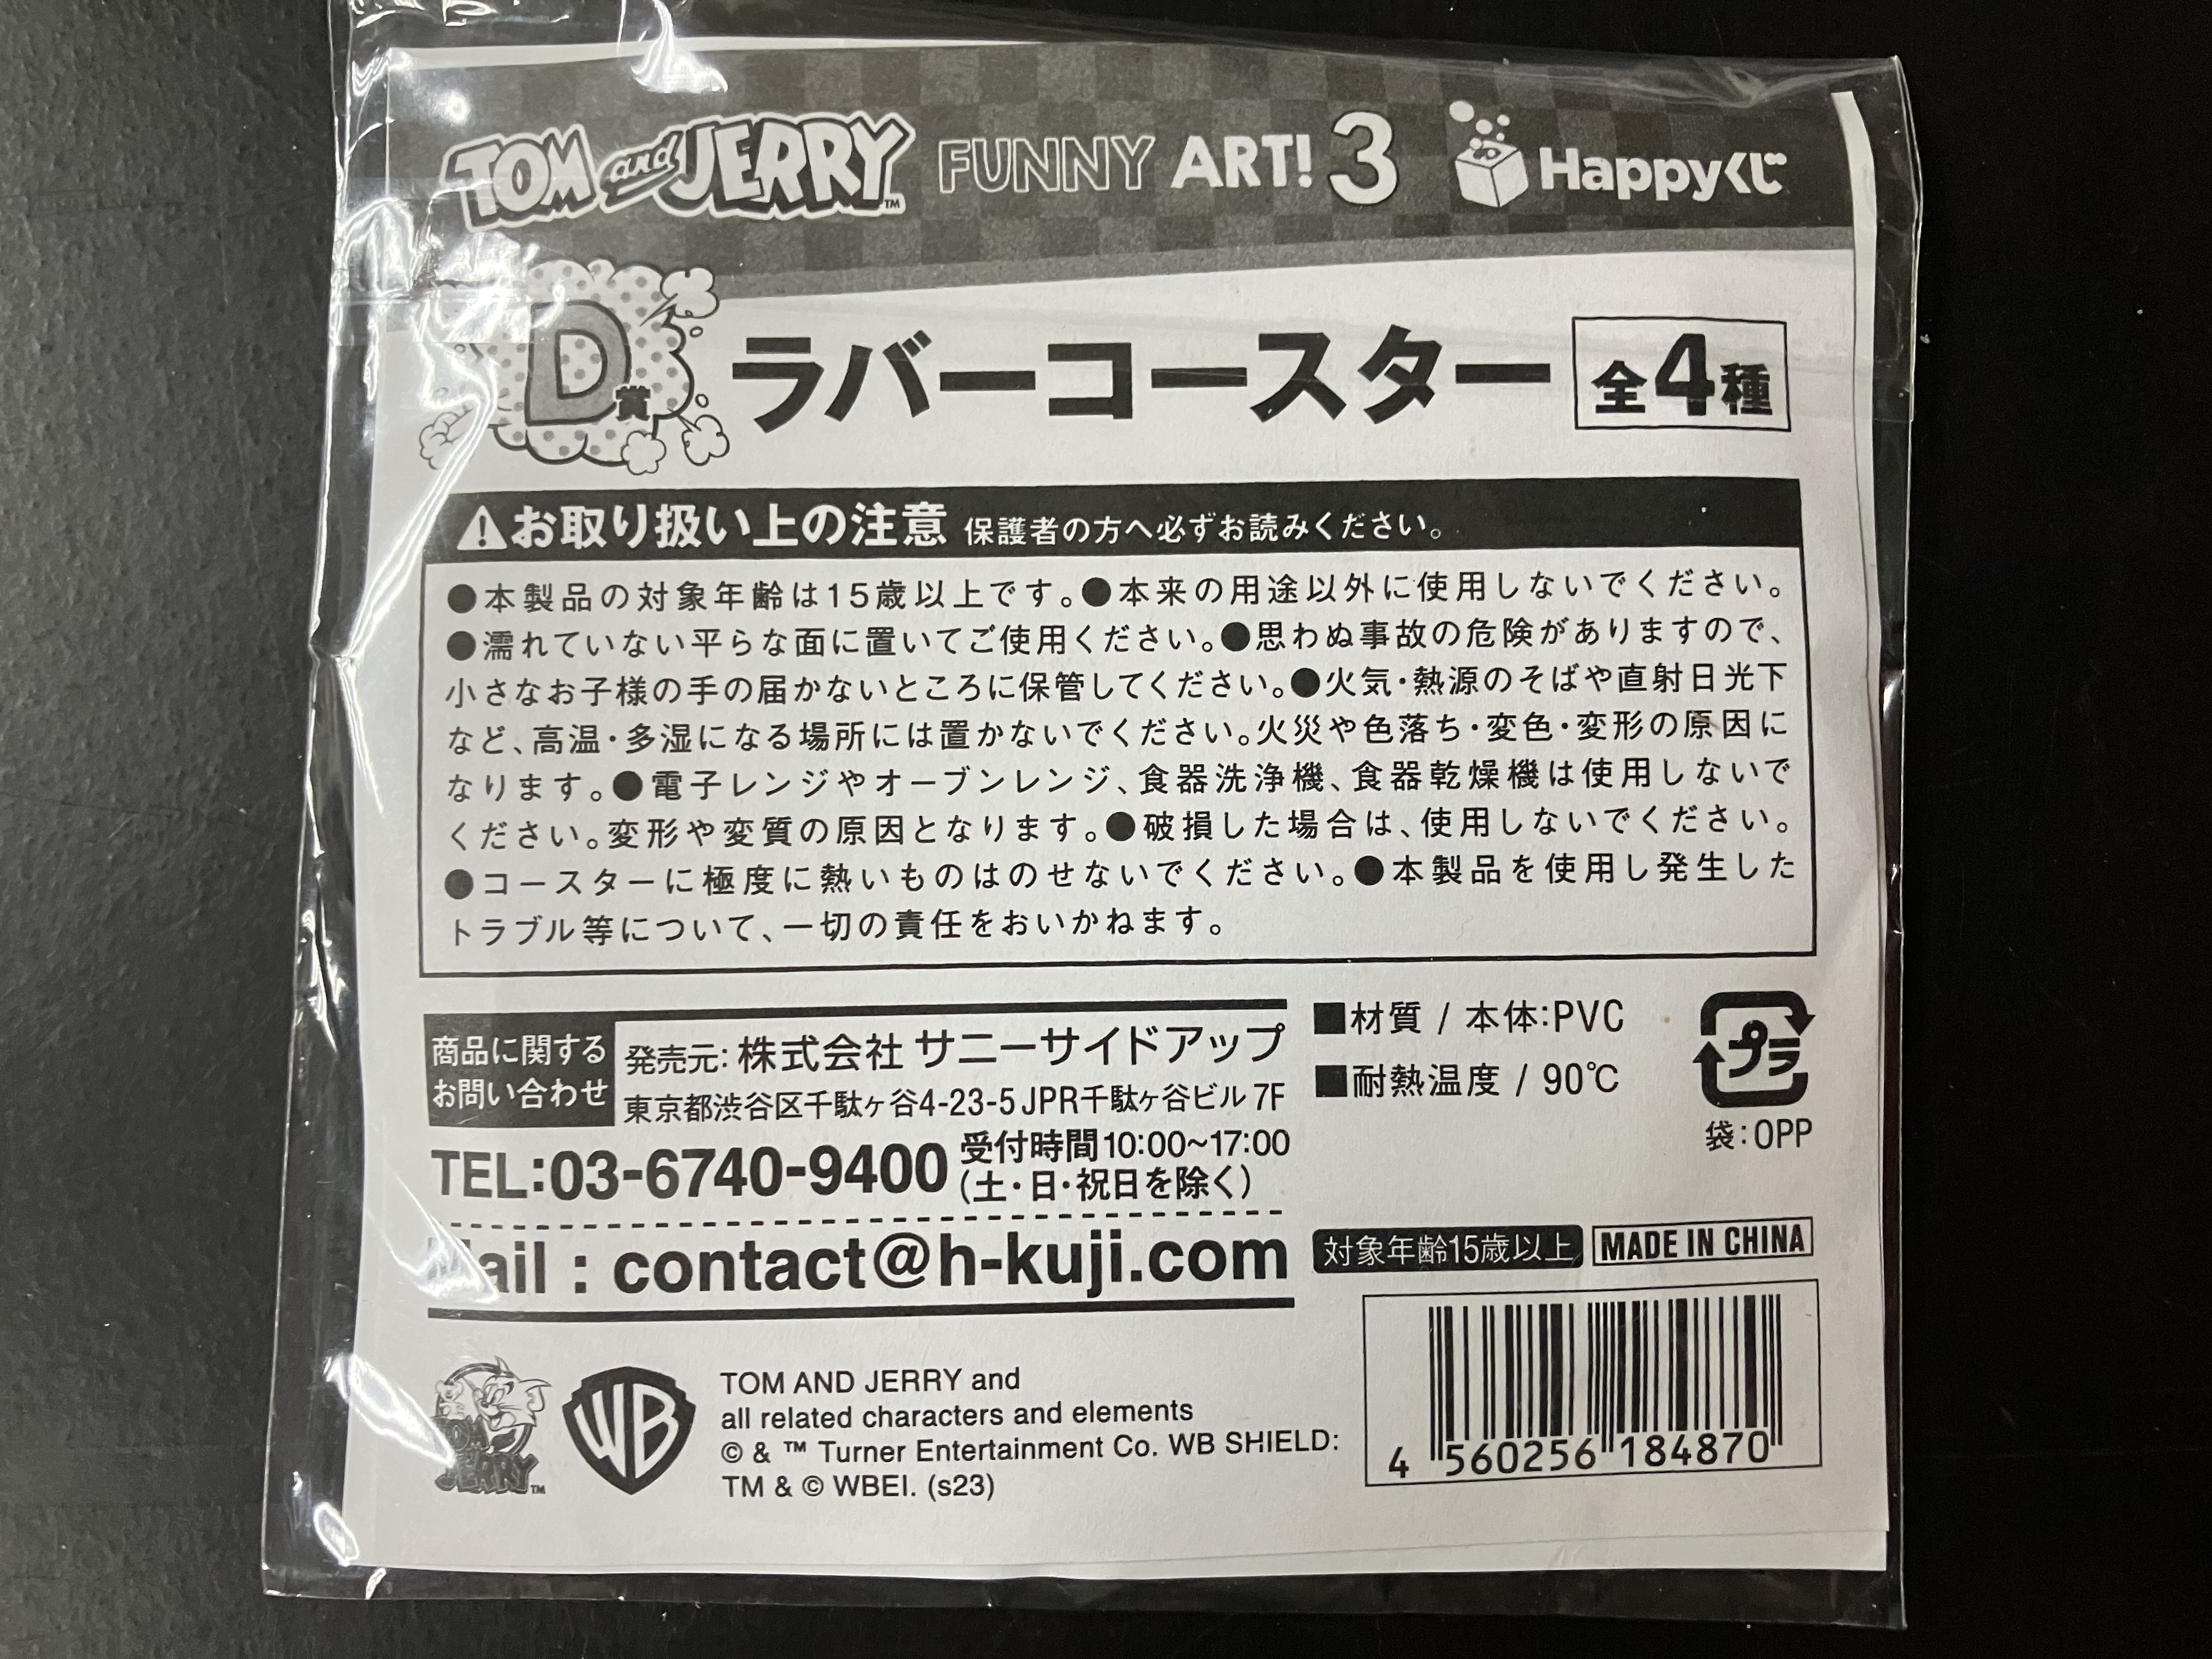 TOM and JERRY™ FUNNY ART! 3 Happyくじ
D賞 ラバーコースター 全4種
⚠お取り扱い上の注意 保護者の方へ必ずお読みください。
●本製品の対象年齢は15歳以上です。●本来の用途以外に使用しないでください。
●濡れていない平らな面に置いてご使用ください。●思わぬ事故の危険がありますので、
小さなお子様の手の届かないところに保管してください。●火気・熱源のそばや直射日光下
など、高温・多湿になる場所には置かないでください。火災や色落ち・変色・変形の原因に
なります。●電子レンジやオーブンレンジ、食器洗浄機、食器乾燥機は使用しないで
ください。変形や変質の原因となります。●破損した場合は、使用しないでください。
●コースターに極度に熱いものはのせないでください。●本製品を使用し発生した
トラブル等について、一切の責任をおいかねます。
商品に関する
お問い合わせ
発売元:株式会社 サニーサイドアップ
東京都渋谷区千駄ヶ谷4-23-5 JPR千駄ヶ谷ビル 7F
TEL:03-6740-9400 受付時間10:00~17:00
(土・日・祝日を除く)
Mail : contact@h-kuji.com
■材質 / 本体:PVC
■耐熱温度 / 90℃
プラ
袋:OPP
対象年齢15歳以上 MADE IN CHINA
TOM and JERRY™
WB
TOM AND JERRY and
all related characters and elements
© & ™ Turner Entertainment Co. WB SHIELD:
TM & © WBEI. (s23)
4 560256 184870